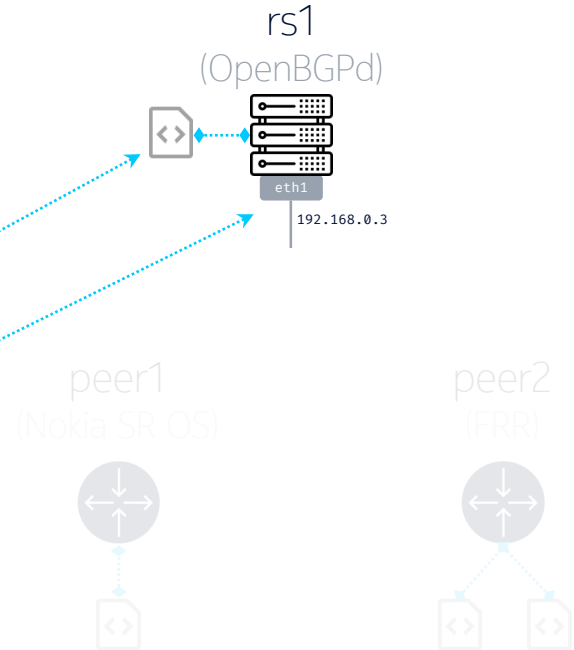 rs1
(OpenBGPd)
eth1
192.168.0.3
peer1
peer2
(Nokia SR OS)
(FRR)